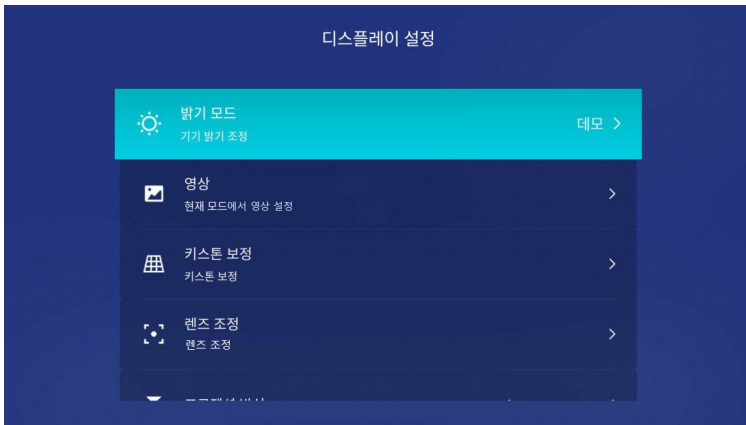 디스플레이 설정
밝기 모드
기기 밝기 조정
데모
영상
현재 모드에서 영상 설정
키스톤 보정
키스톤 보정
렌즈 조정
렌즈 조정